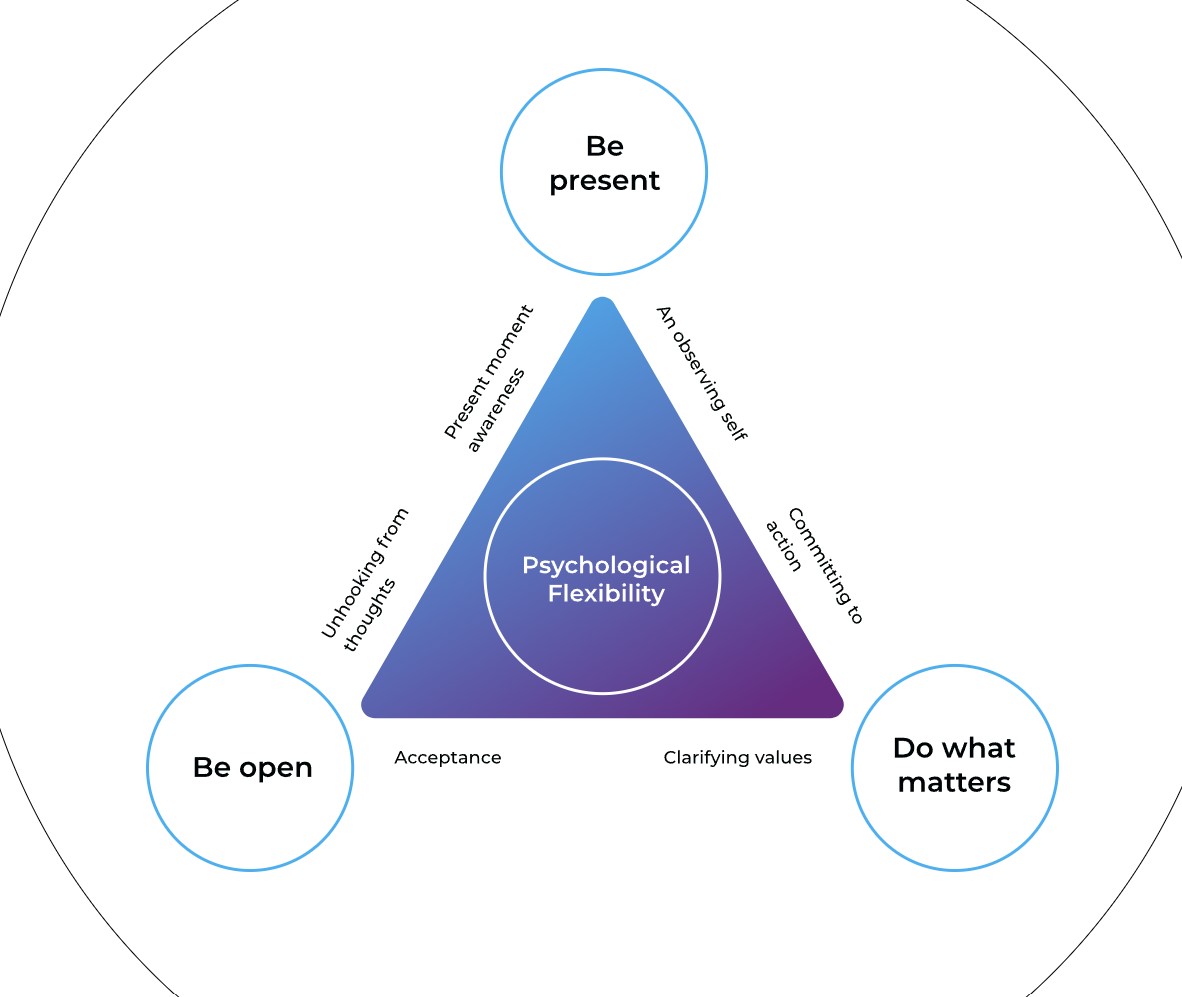 Be
present
Present moment
awareness
An observing self
Unhooking from
thoughts
Committing to
action
Psychological
Flexibility
Be open
Acceptance
Clarifying values
Do what
matters